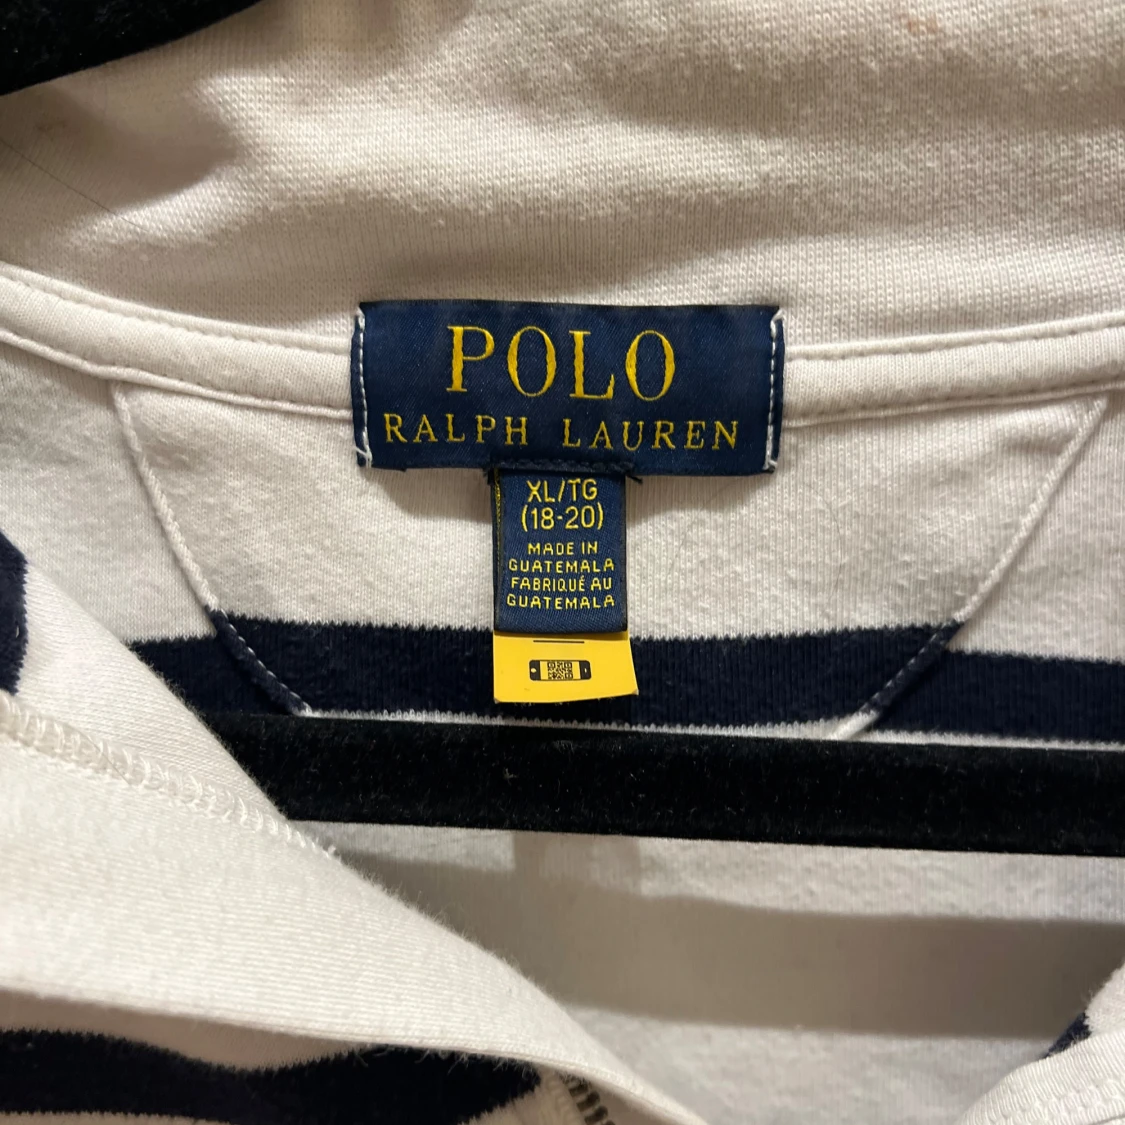 POLO
RALPH LAUREN
XL/TG
(18-20)
MADE IN
GUATEMALA
FABRIQUÉ AU
GUATEMALA